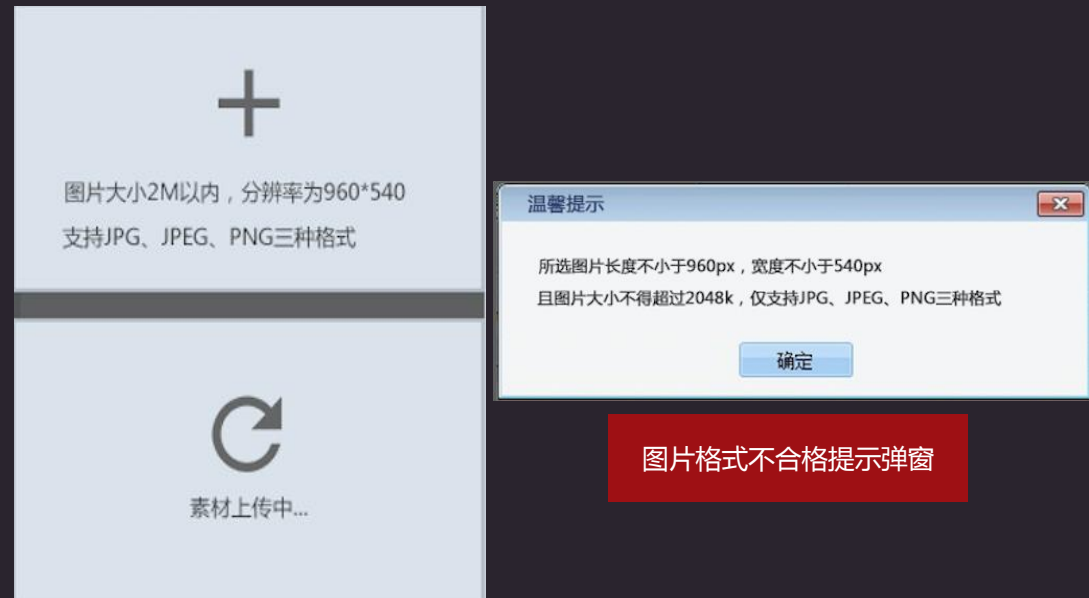 图片大小2M以内，分辨率为960*540
支持JPG、JPEG、PNG三种格式
素材上传中...
温馨提示
所选图片长度不小于960px，宽度不小于540px
且图片大小不得超过2048k，仅支持JPG、JPEG、PNG三种格式
确定
图片格式不合格提示弹窗